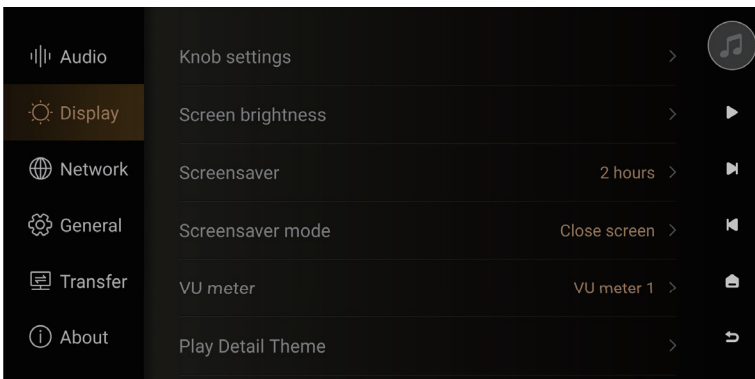 Audio
Display
Network
General
Transfer
About
Knob settings
Screen brightness
Screensaver 2 hours
Screensaver mode Close screen
VU meter VU meter 1
Play Detail Theme